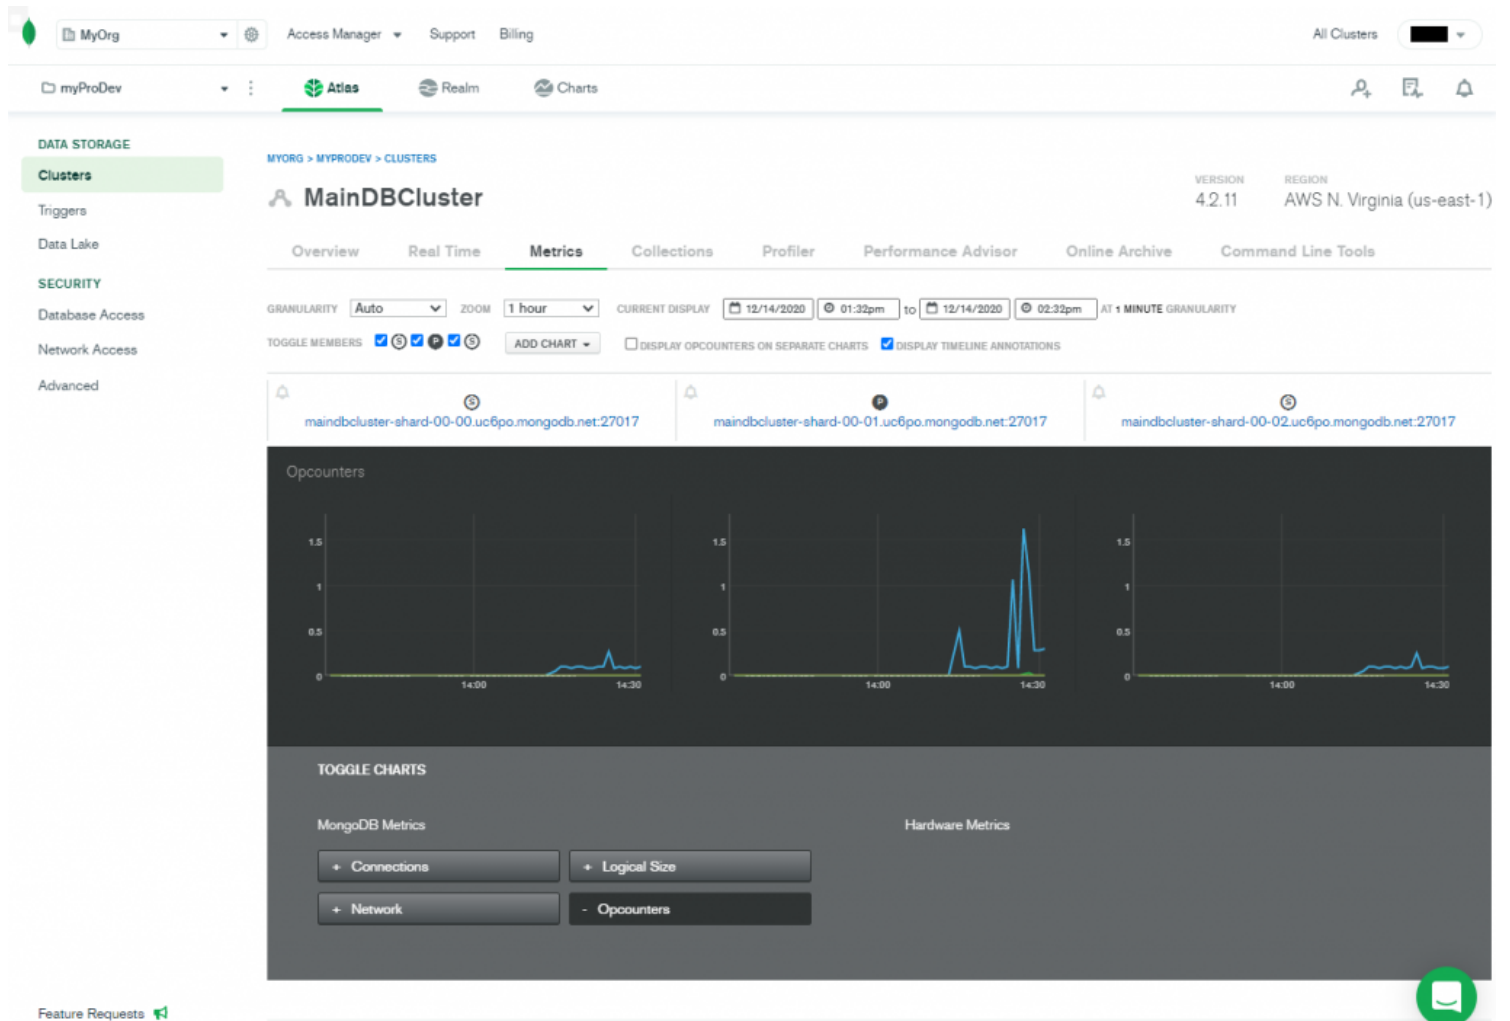 MyOrg Access Manager Support Billing All Clusters
myProDev Atlas Realm Charts
DATA STORAGE
Clusters
Triggers
Data Lake
SECURITY
Database Access
Network Access
Advanced
Feature Requests
MYORG > MYPRODEV > CLUSTERS
MainDBCluster
VERSION
4.2.11
REGION
AWS N. Virginia (us-east-1)
Overview Real Time Metrics Collections Profiler Performance Advisor Online Archive Command Line Tools
GRANULARITY Auto ZOOM 1 hour CURRENT DISPLAY 12/14/2020 01:32pm to 12/14/2020 02:32pm AT 1 MINUTE GRANULARITY
TOGGLE MEMBERS S P S ADD CHART DISPLAY OPCOUNTERS ON SEPARATE CHARTS DISPLAY TIMELINE ANNOTATIONS
S P S
maindbcluster-shard-00-00.uc6po.mongodb.net:27017 maindbcluster-shard-00-01.uc6po.mongodb.net:27017 maindbcluster-shard-00-02.uc6po.mongodb.net:27017
Opcounters
1.5 1.5 1.5
1 1 1
0.5 0.5 0.5
0 0 0
14:00 14:30 14:00 14:30 14:00 14:30
TOGGLE CHARTS
MongoDB Metrics Hardware Metrics
+ Connections + Logical Size
+ Network - Opcounters